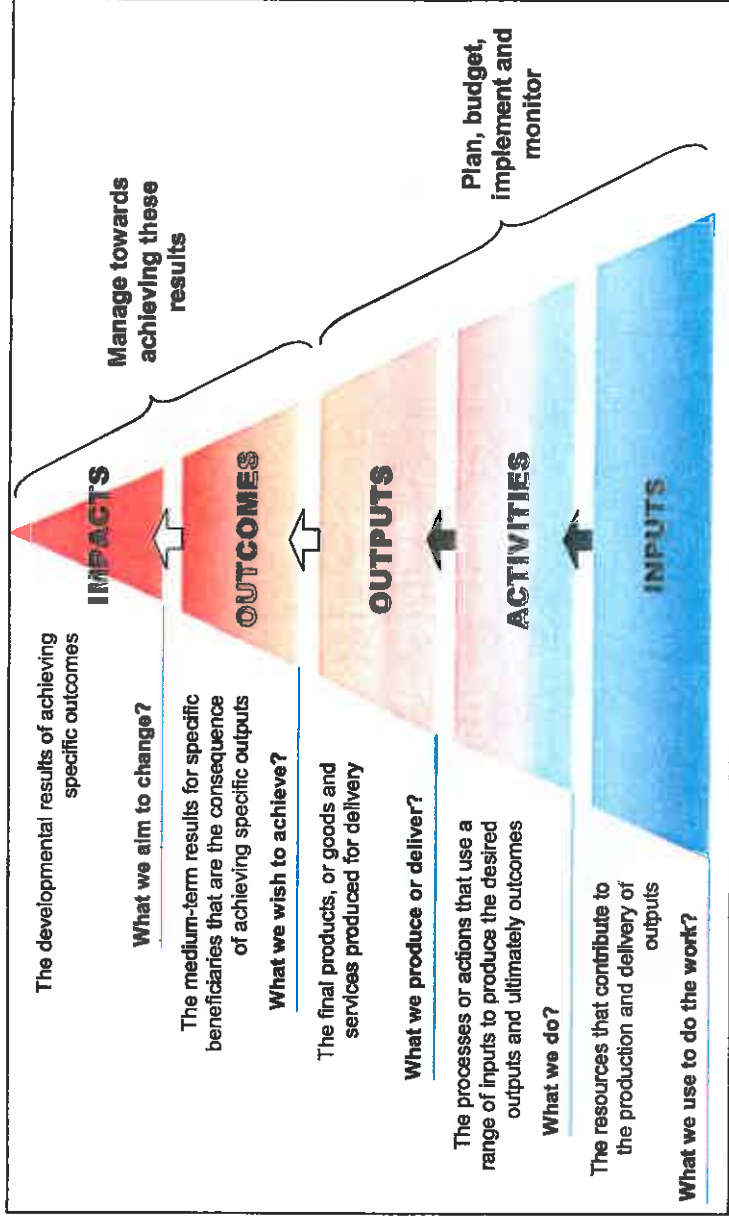 The developmental results of achieving
specific outcomes
What we aim to change?
IMPACTS
Manage towards
achieving these
results
The medium-term results for specific
beneficiaries that are the consequence
of achieving specific outputs
What we wish to achieve?
OUTCOMES
The final products, or goods and
services produced for delivery
What we produce or deliver?
OUTPUTS
Plan, budget,
implement and
monitor
The processes or actions that use a
range of inputs to produce the desired
outputs and ultimately outcomes
What we do?
ACTIVITIES
The resources that contribute to
the production and delivery of
outputs
What we use to do the work?
INPUTS